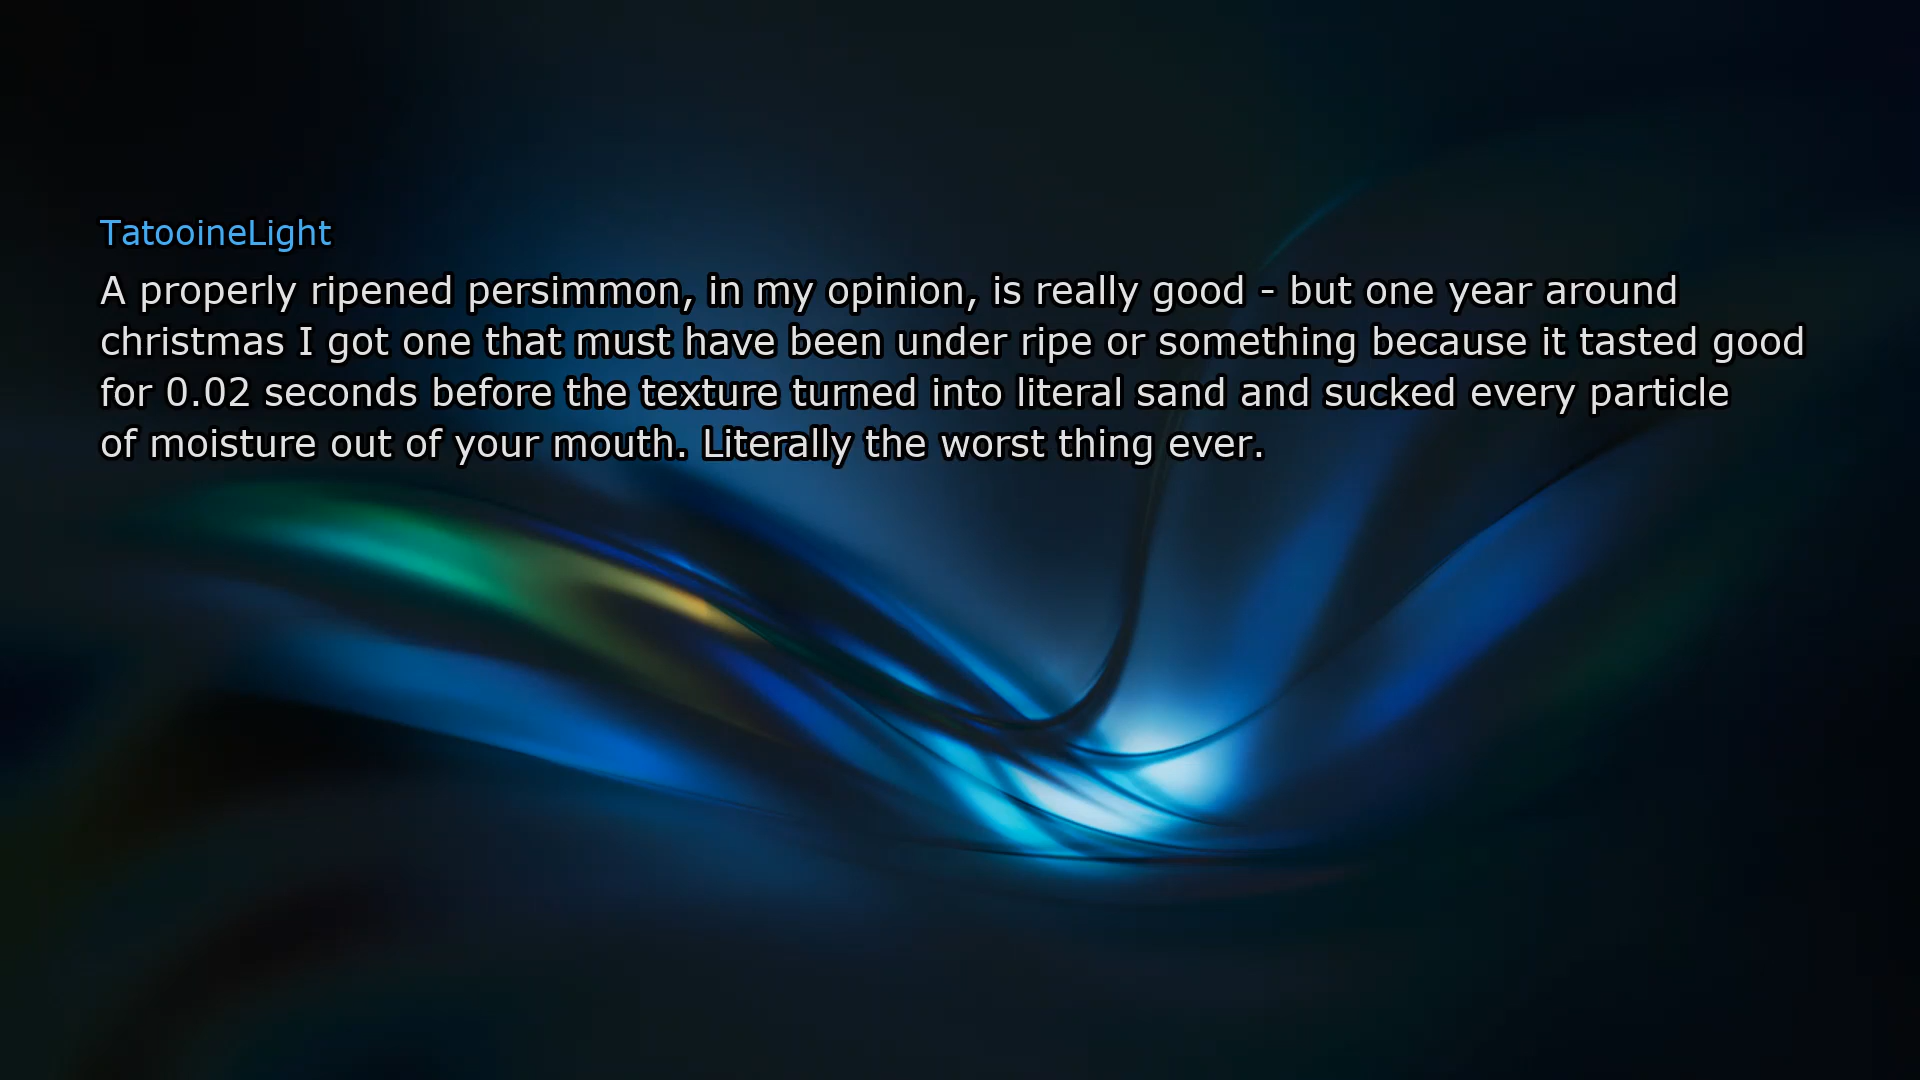 TatooineLight
A properly ripened persimmon, in my opinion, is really good - but one year around
christmas I got one that must have been under ripe or something because it tasted good
for 0.02 seconds before the texture turned into literal sand and sucked every particle
of moisture out of your mouth. Literally the worst thing ever.